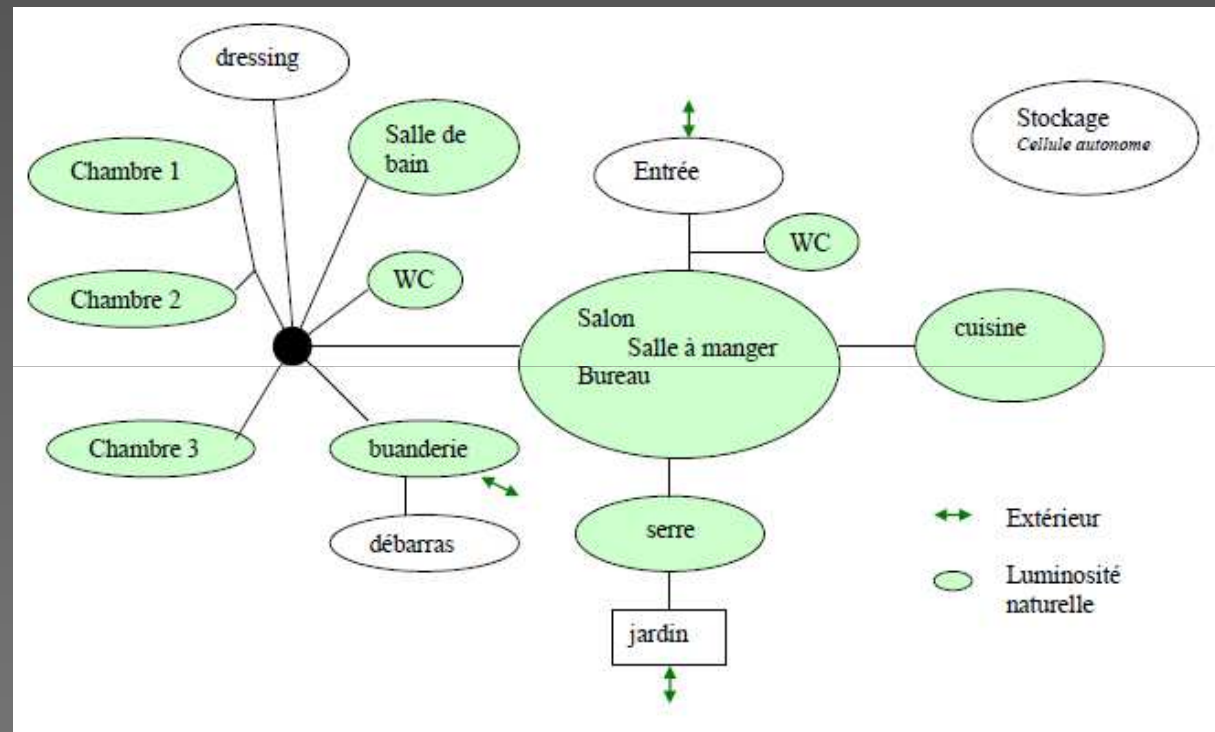 dressing
Stockage
Cellule autonome
Salle de
bain
Chambre 1
Entrée
WC
WC
Chambre 2
Salon
Salle à manger
Bureau
cuisine
Chambre 3
buanderie
débarras
serre
jardin
Extérieur
Luminosité
naturelle